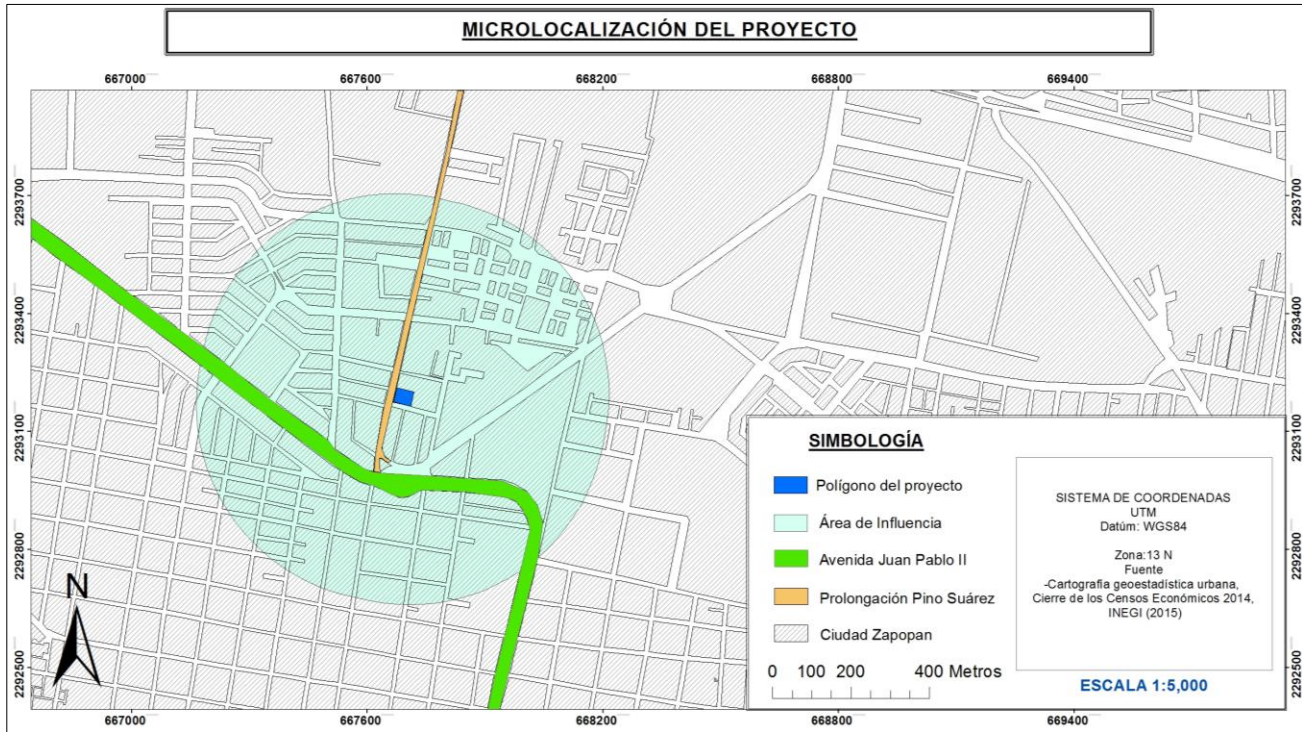 MICROLOCALIZACIÓN DEL PROYECTO
667000 667600 668200 668800 669400
2293700 2293700
2293400 2293400
2293100 2293100
2292800 2292800
2292500 2292500
SIMBOLOGÍA
Polígono del proyecto
Área de Influencia
Avenida Juan Pablo II
Prolongación Pino Suárez
Ciudad Zapopan
0 100 200 400 Metros
SISTEMA DE COORDENADAS
UTM
Datúm: WGS84
Zona:13 N
Fuente
-Cartografía geoestadística urbana,
Cierre de los Censos Económicos 2014,
INEGI (2015)
ESCALA 1:5,000
N
667000 667600 668200 668800 669400